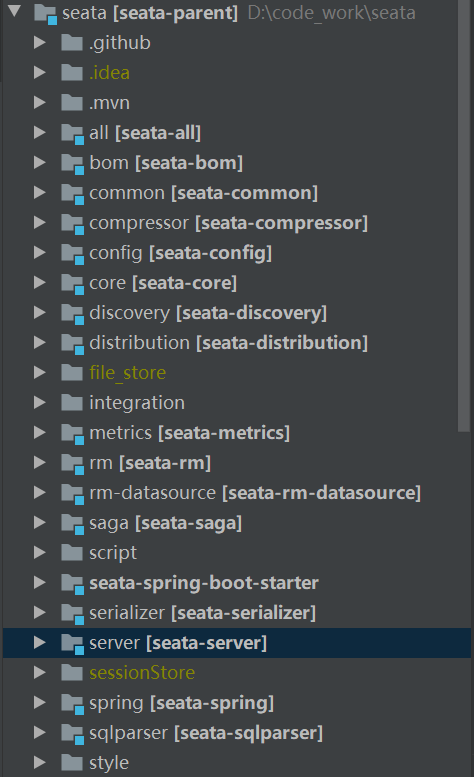 seata [seata-parent] D:\code_work\seata
.github
.idea
.mvn
all [seata-all]
bom [seata-bom]
common [seata-common]
compressor [seata-compressor]
config [seata-config]
core [seata-core]
discovery [seata-discovery]
distribution [seata-distribution]
file_store
integration
metrics [seata-metrics]
rm [seata-rm]
rm-datasource [seata-rm-datasource]
saga [seata-saga]
script
seata-spring-boot-starter
serializer [seata-serializer]
server [seata-server]
sessionStore
spring [seata-spring]
sqlparser [seata-sqlparser]
style